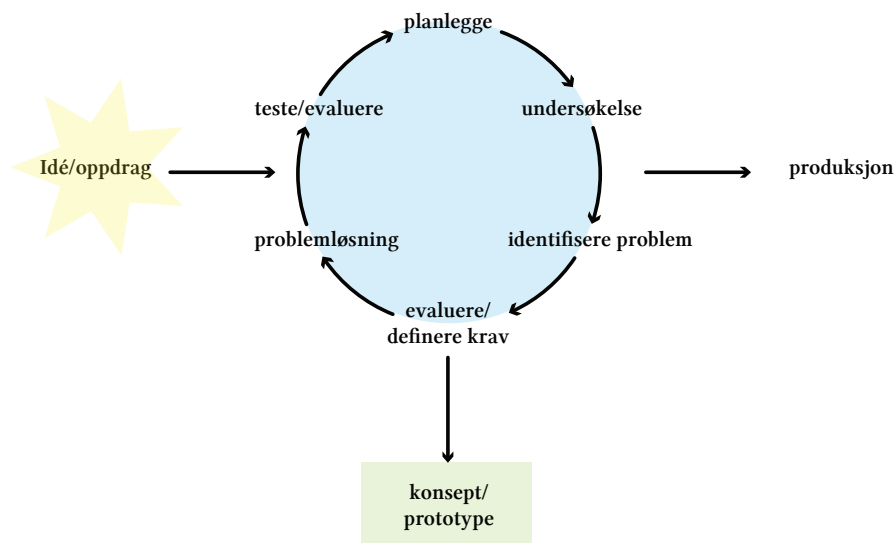 planlegge
teste/evaluere
undersøkelse
Idé/oppdrag
produksjon
problemløsning
identifisere problem
evaluere/
definere krav
konsept/
prototype